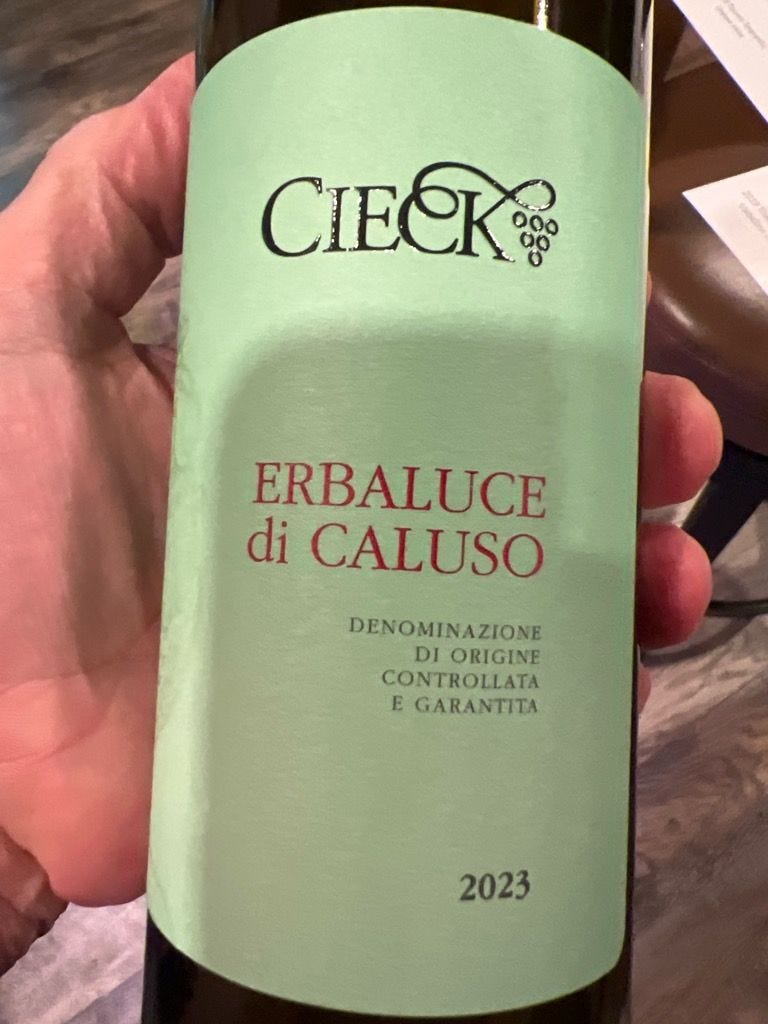 CIECK
ERBALUCE
di CALUSO
DENOMINAZIONE
DI ORIGINE
CONTROLLATA
E GARANTITA
2023